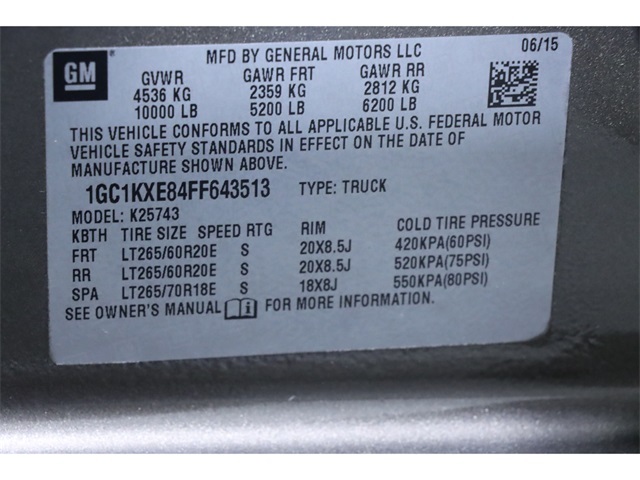 GM
MFD BY GENERAL MOTORS LLC 06/15
GVWR GAWR FRT GAWR RR
4536 KG 2359 KG 2812 KG
10000 LB 5200 LB 6200 LB
THIS VEHICLE CONFORMS TO ALL APPLICABLE U.S. FEDERAL MOTOR
VEHICLE SAFETY STANDARDS IN EFFECT ON THE DATE OF
MANUFACTURE SHOWN ABOVE.
1GC1KXE84FF643513 TYPE: TRUCK
MODEL: K25743
KBTH TIRE SIZE SPEED RTG RIM COLD TIRE PRESSURE
FRT LT265/60R20E S 20X8.5J 420KPA(60PSI)
RR LT265/60R20E S 20X8.5J 520KPA(75PSI)
SPA LT265/70R18E S 18X8J 550KPA(80PSI)
SEE OWNER'S MANUAL i FOR MORE INFORMATION.